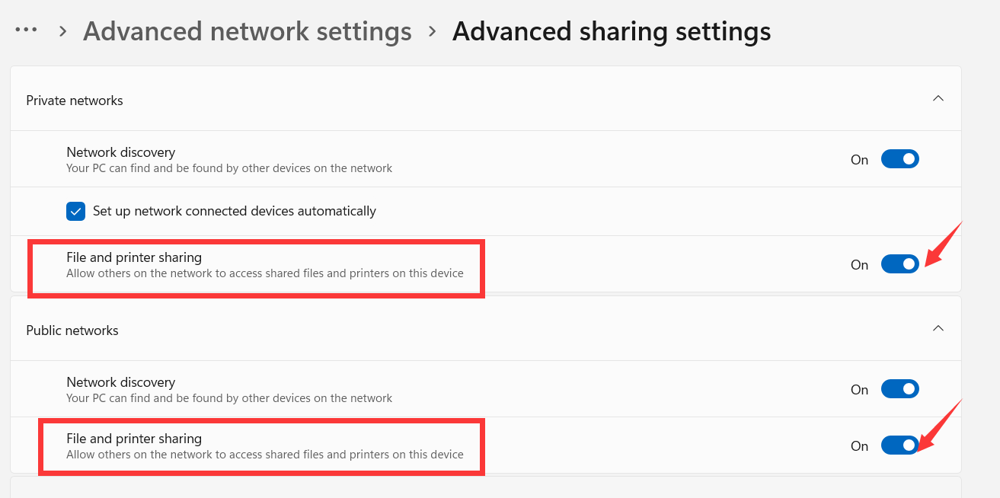 ... > Advanced network settings > Advanced sharing settings
Private networks
Network discovery
Your PC can find and be found by other devices on the network
On
Set up network connected devices automatically
File and printer sharing
Allow others on the network to access shared files and printers on this device
On
Public networks
Network discovery
Your PC can find and be found by other devices on the network
On
File and printer sharing
Allow others on the network to access shared files and printers on this device
On